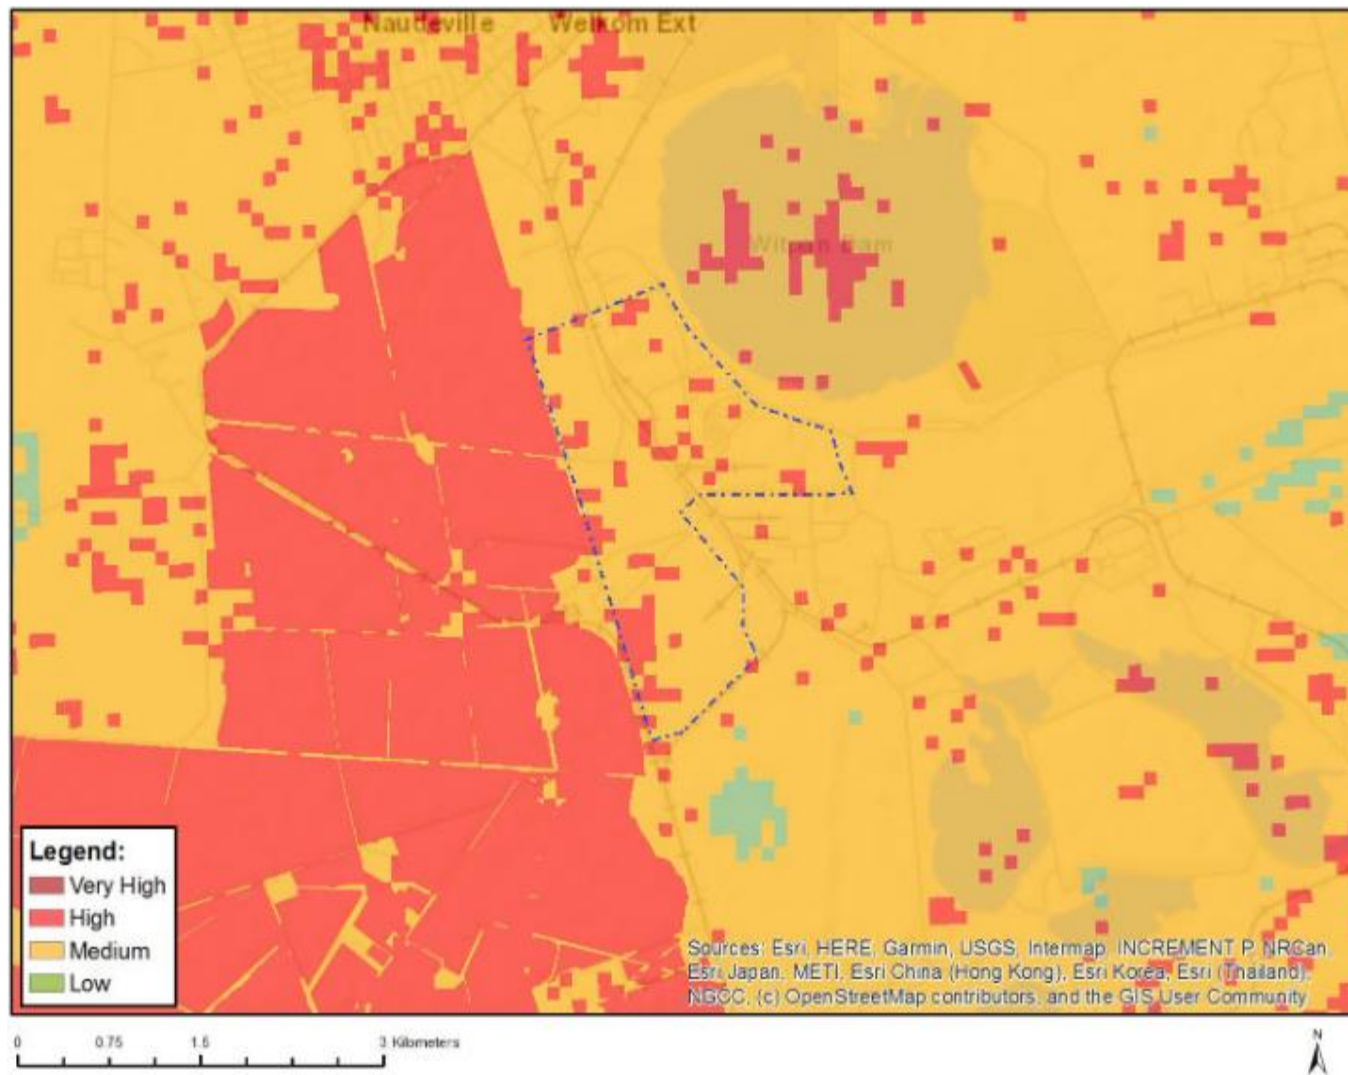 Naudeville
Welkom Ext
Witpan Dam
Legend:
Very High
High
Medium
Low
Sources: Esri, HERE, Garmin, USGS, Intermap, INCREMENT P, NRCan,
Esri Japan, METI, Esri China (Hong Kong), Esri Korea, Esri (Thailand),
NGCC, (c) OpenStreetMap contributors, and the GIS User Community
0 0.75 1.5 3 Kilometers
N